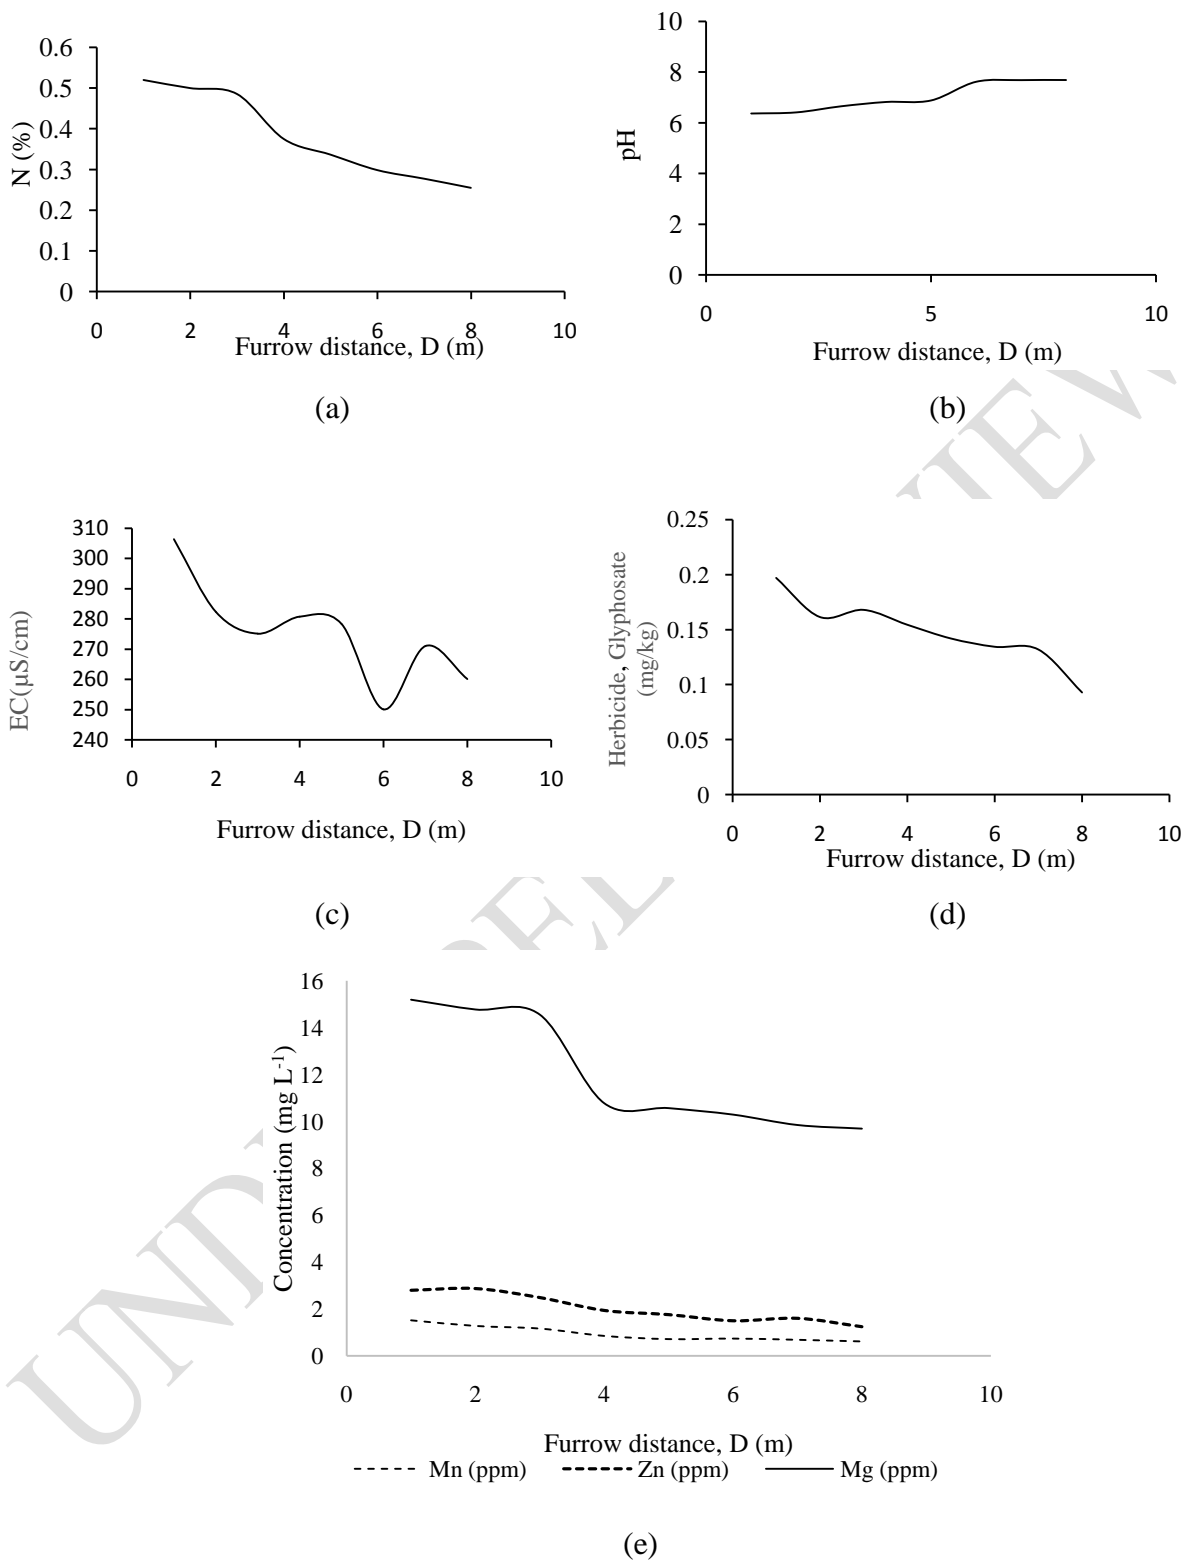 0.6
0.5
0.4
0.3
0.2
0.1
0
N (%)
0 2 4 6 8 10
Furrow distance, D (m)
(a)
10
8
6
4
2
0
pH
0 5 10
Furrow distance, D (m)
(b)
310
300
290
280
270
260
250
240
EC(µS/cm)
0 2 4 6 8 10
Furrow distance, D (m)
(c)
0.25
0.2
0.15
0.1
0.05
0
Herbicide, Glyphosate
(mg/kg)
0 2 4 6 8 10
Furrow distance, D (m)
(d)
16
14
12
10
8
6
4
2
0
Concentration (mg L⁻¹)
0 2 4 6 8 10
Furrow distance, D (m)
Mn (ppm) Zn (ppm) Mg (ppm)
(e)